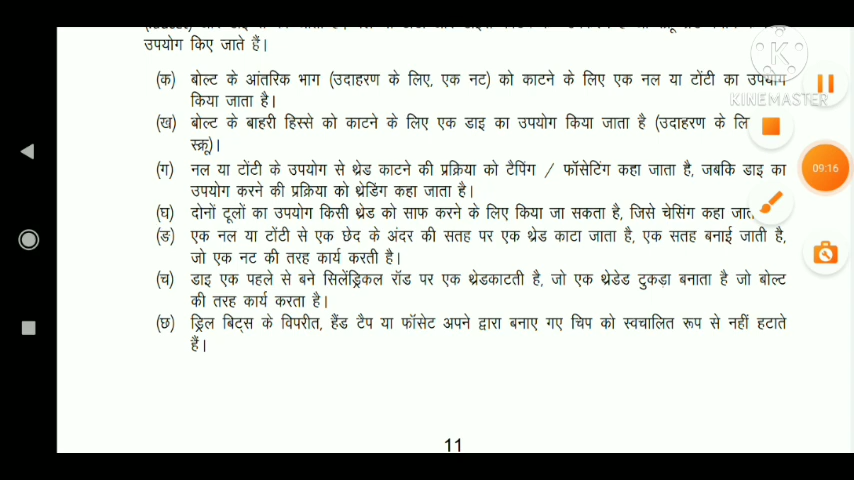 उपयोग किए जाते हैं।
(क) बोल्ट के आंतरिक भाग (उदाहरण के लिए, एक नट) को काटने के लिए एक नल या टोंटी का उपयोग
किया जाता है।
KINEMASTER
(ख) बोल्ट के बाहरी हिस्से को काटने के लिए एक डाइ का उपयोग किया जाता है (उदाहरण के
स्क्रू)।
09:16
(ग) नल या टोंटी के उपयोग से थ्रेड काटने की प्रक्रिया को टैपिंग / फॉसेटिंग कहा जाता है, जबकि डाइ का
उपयोग करने की प्रक्रिया को थ्रेडिंग कहा जाता है।
(घ) दोनों टूलों का उपयोग किसी थ्रेड को साफ करने के लिए किया जा सकता है, जिसे चेसिंग कहा
(ङ) एक नल या टोंटी से एक छेद के अंदर की सतह पर एक थ्रेड काटा जाता है, एक सतह बनाई जाती है,
जो एक नट की तरह कार्य करती है।
(च) डाइ एक पहले से बने सिलेंड्रिकल रॉड पर एक थ्रेडकाटती है, जो एक थ्रेडेड टुकड़ा बनाता है जो बोल्ट
की तरह कार्य करता है।
(छ) ड्रिल बिट्स के विपरीत, हैंड टैप या फॉसेट अपने द्वारा बनाए गए चिप को स्वचालित रूप से नहीं हटाते
हैं।
11